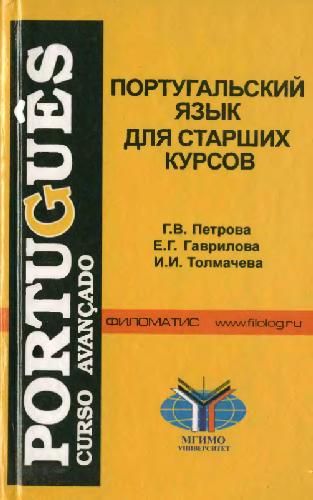 PORTUGUÊS
CURSO AVANÇADO
ПОРТУГАЛЬСКИЙ
ЯЗЫК
ДЛЯ СТАРШИХ
КУРСОВ
Г.В. Петрова
Е.Г. Гаврилова
И.И. Толмачева
ФИЛОМАТИС www.filolog.ru
МГИМО
УНИВЕРСИТЕТ